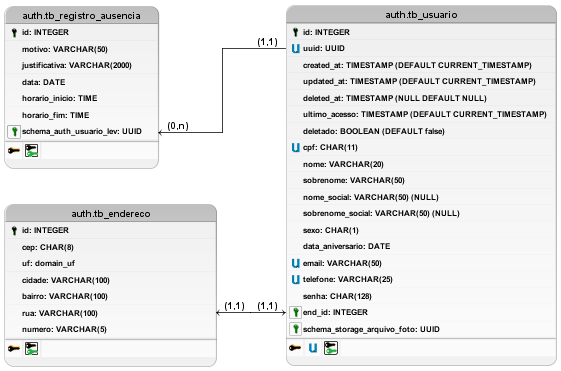 auth.tb_registro_ausencia
id: INTEGER
motivo: VARCHAR(50)
justificativa: VARCHAR(2000)
data: DATE
horario_inicio: TIME
horario_fim: TIME
schema_auth_usuario_lev: UUID
(1,1)
(0,n)
auth.tb_usuario
id: INTEGER
uuid: UUID
created_at: TIMESTAMP (DEFAULT CURRENT_TIMESTAMP)
updated_at: TIMESTAMP (DEFAULT CURRENT_TIMESTAMP)
deleted_at: TIMESTAMP (NULL DEFAULT NULL)
ultimo_acesso: TIMESTAMP (DEFAULT CURRENT_TIMESTAMP)
deletado: BOOLEAN (DEFAULT false)
cpf: CHAR(11)
nome: VARCHAR(20)
sobrenome: VARCHAR(50)
nome_social: VARCHAR(50) (NULL)
sobrenome_social: VARCHAR(50) (NULL)
sexo: CHAR(1)
data_aniversario: DATE
email: VARCHAR(50)
telefone: VARCHAR(25)
senha: CHAR(128)
end_id: INTEGER
schema_storage_arquivo_foto: UUID
auth.tb_endereco
id: INTEGER
cep: CHAR(8)
uf: domain_uf
cidade: VARCHAR(100)
bairro: VARCHAR(100)
rua: VARCHAR(100)
numero: VARCHAR(5)
(1,1) (1,1)